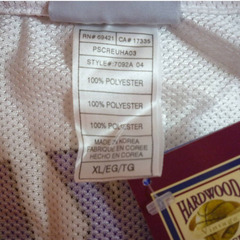 RN# 69421 CA# 17335
PSCREUHA03
STYLE# 7092A 04
100% POLYESTER
100% POLYESTER
100% POLYESTER
MADE IN KOREA
FABRIQUE EN COREE
HECHO EN COREA
XL/EG/TG
HARDWOOD